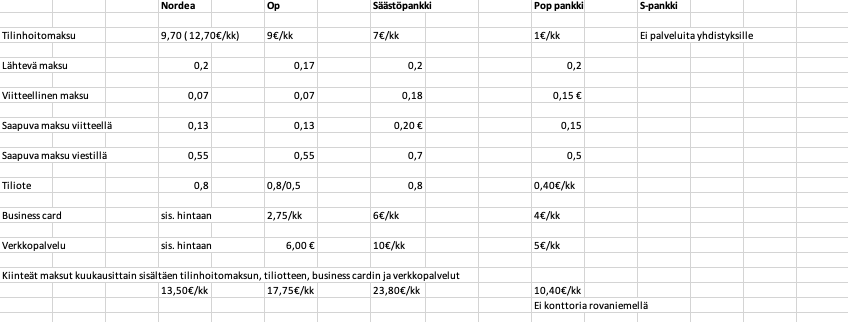 Nordea Op Säästöpankki Pop pankki S-pankki
Tilinhoitomaksu 9,70 (12,70€/kk) 9€/kk 7€/kk 1€/kk Ei palveluita yhdistyksille
Lähtevä maksu 0,2 0,17 0,2 0,2
Viitteellinen maksu 0,07 0,07 0,18 0,15 €
Saapuva maksu viitteellä 0,13 0,13 0,20 € 0,15
Saapuva maksu viestillä 0,55 0,55 0,7 0,5
Tiliote 0,8 0,8/0,5 0,8 0,40€/kk
Business card sis. hintaan 2,75/kk 6€/kk 4€/kk
Verkkopalvelu sis. hintaan 6,00 € 10€/kk 5€/kk
Kiinteät maksut kuukausittain sisältäen tilinhoitomaksun, tiliotteen, business cardin ja verkkopalvelut
13,50€/kk 17,75€/kk 23,80€/kk 10,40€/kk
Ei konttoria rovaniemellä